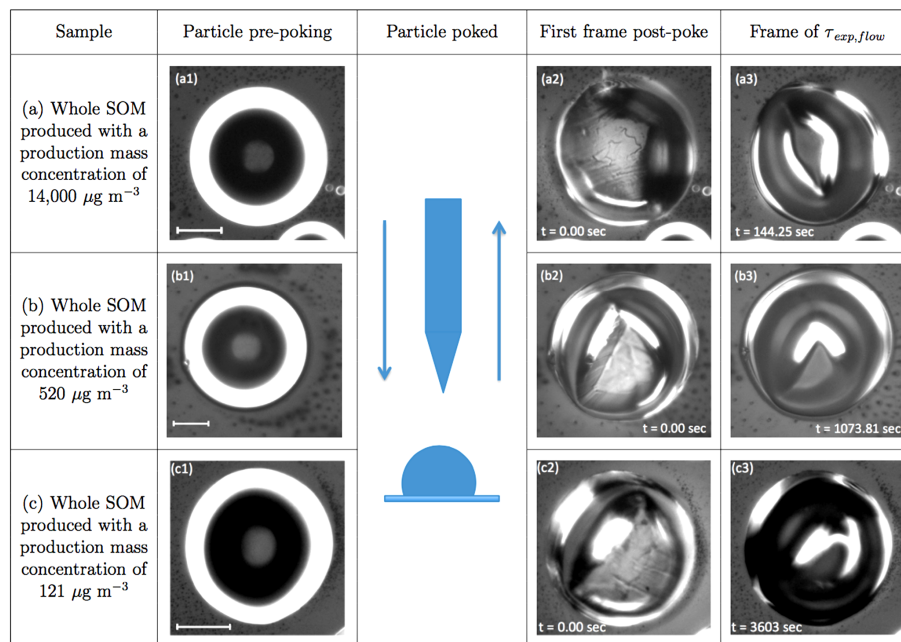 Sample
Particle pre-poking
Particle poked
First frame post-poke
Frame of τexp,flow
(a) Whole SOM
produced with a
production mass
concentration of
14,000 μg m⁻³
(a1)
(a2)
t = 0.00 sec
(a3)
t = 144.25 sec
(b) Whole SOM
produced with a
production mass
concentration of
520 μg m⁻³
(b1)
(b2)
t = 0.00 sec
(b3)
t = 1073.81 sec
(c) Whole SOM
produced with a
production mass
concentration of
121 μg m⁻³
(c1)
(c2)
t = 0.00 sec
(c3)
t = 3603 sec